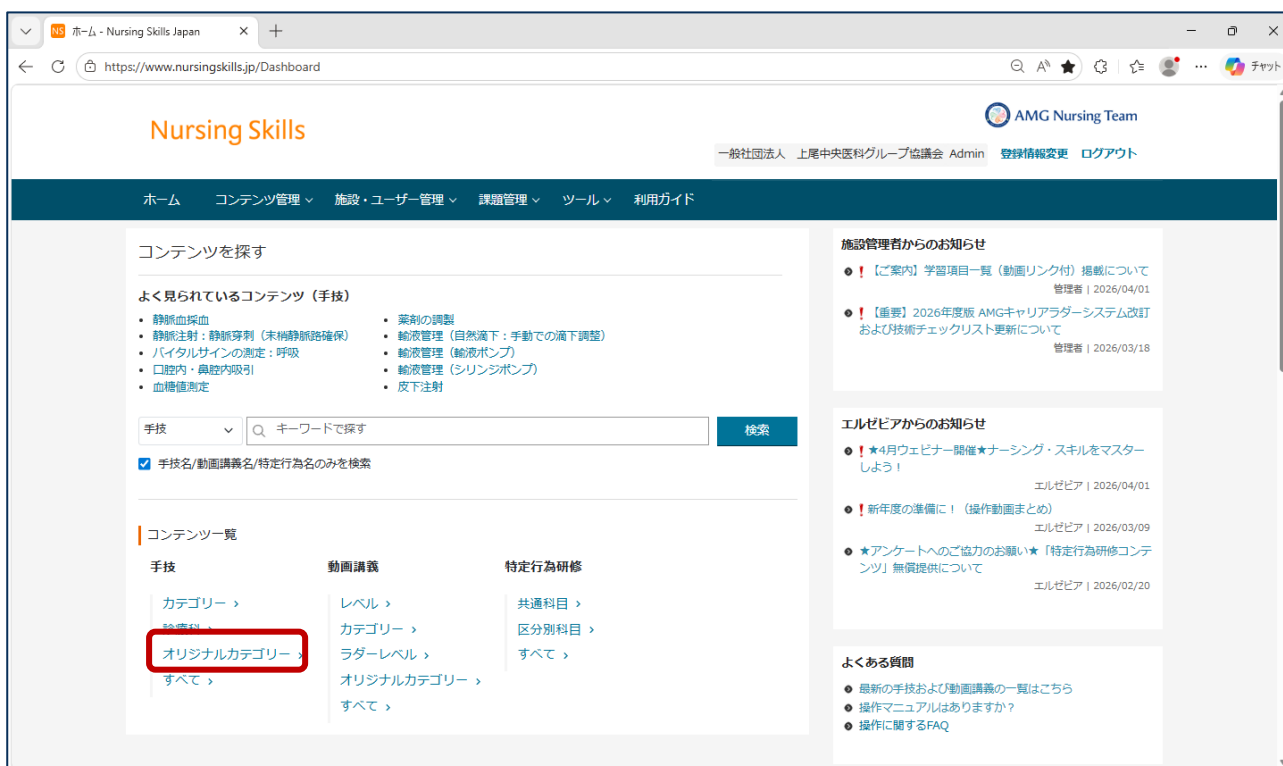 ホーム - Nursing Skills Japan
https://www.nursingskills.jp/Dashboard
チャット
Nursing Skills
AMG Nursing Team
一般社団法人 上尾中央医科グループ協議会 Admin 登録情報変更 ログアウト
ホーム コンテンツ管理 施設・ユーザー管理 課題管理 ツール 利用ガイド
コンテンツを探す
よく見られているコンテンツ（手技）
• 静脈血採血
• 静脈注射：静脈穿刺（末梢静脈路確保）
• バイタルサインの測定：呼吸
• 口腔内・鼻腔内吸引
• 血糖値測定
• 薬剤の調製
• 輸液管理（自然滴下：手動での滴下調整）
• 輸液管理（輸液ポンプ）
• 輸液管理（シリンジポンプ）
• 皮下注射
手技 キーワードで探す 検索
手技名/動画講義名/特定行為名のみを検索
コンテンツ一覧
手技
カテゴリー ›
診療科 ›
オリジナルカテゴリー ›
すべて ›
動画講義
レベル ›
カテゴリー ›
ラダーレベル ›
オリジナルカテゴリー ›
すべて ›
特定行為研修
共通科目 ›
区分別科目 ›
すべて ›
施設管理者からのお知らせ
❗【ご案内】学習項目一覧（動画リンク付）掲載について
管理者 | 2026/04/01
❗【重要】2026年度版 AMGキャリアラダーシステム改訂
および技術チェックリスト更新について
管理者 | 2026/03/18
エルゼビアからのお知らせ
❗★4月ウェビナー開催★ナーシング・スキルをマスター
しよう！
エルゼビア | 2026/04/01
❗新年度の準備に！（操作動画まとめ）
エルゼビア | 2026/03/09
★アンケートへのご協力のお願い★「特定行為研修コンテ
ンツ」無償提供について
エルゼビア | 2026/02/20
よくある質問
最新の手技および動画講義の一覧はこちら
操作マニュアルはありますか？
操作に関するFAQ